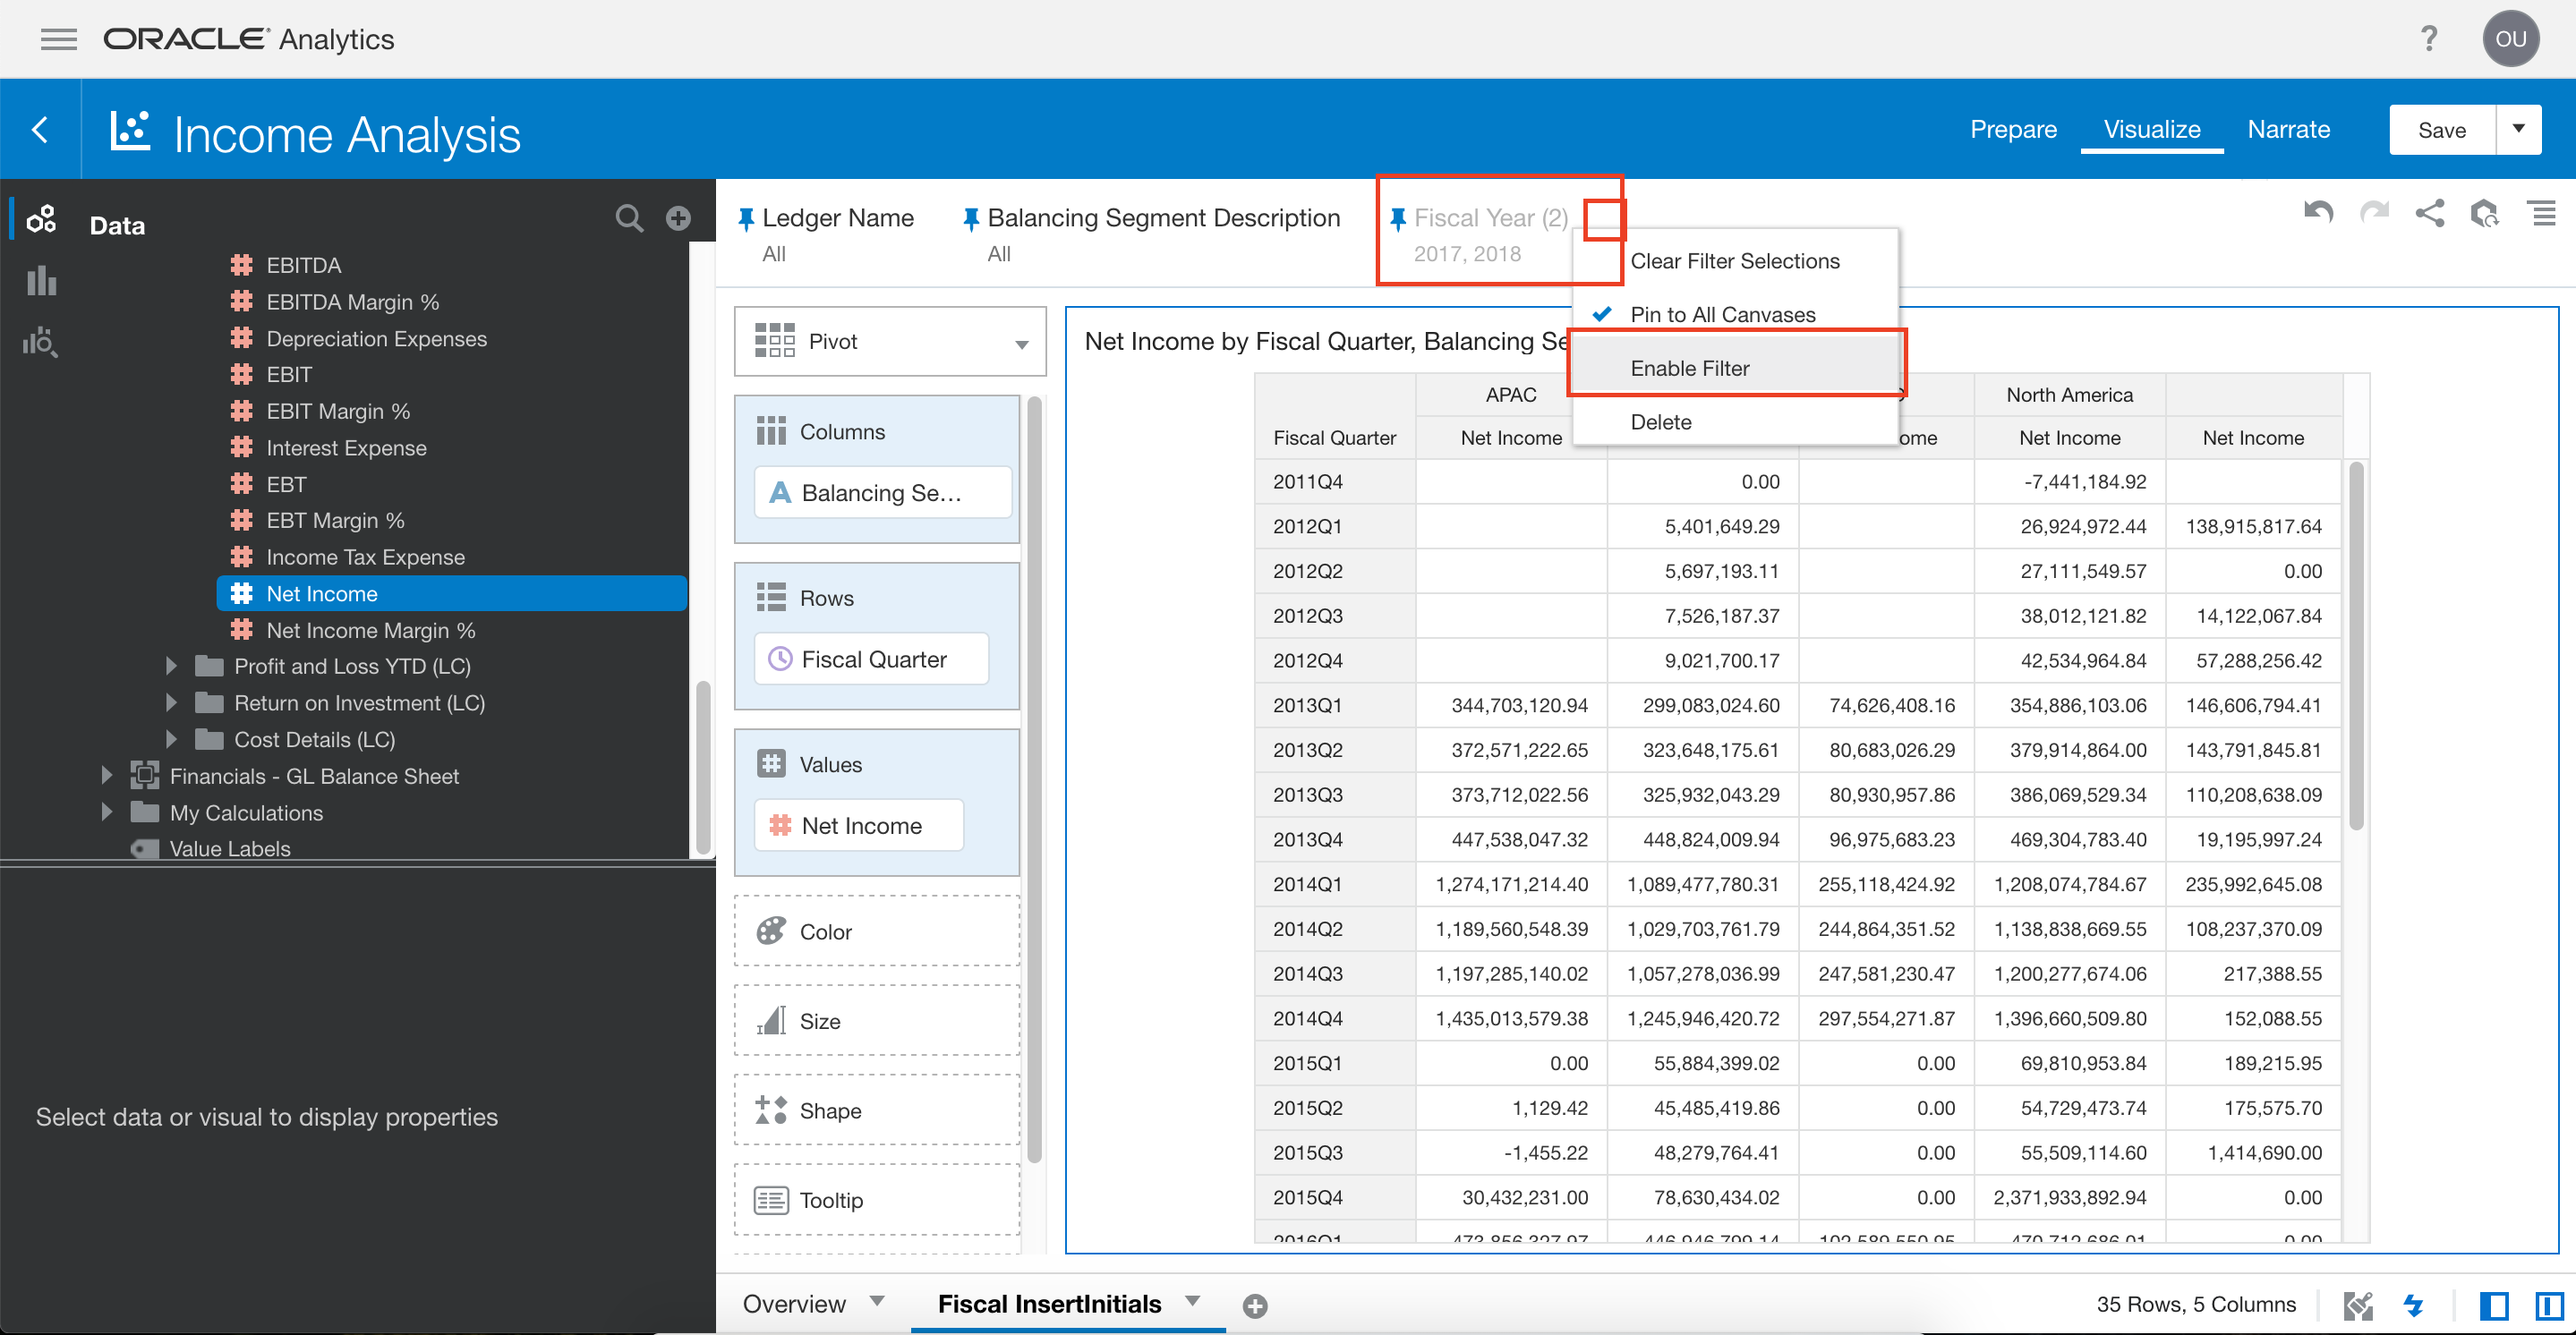 ORACLE Analytics
?
OU
Income Analysis
Prepare
Visualize
Narrate
Save
Data
EBITDA
EBITDA Margin %
Depreciation Expenses
EBIT
EBIT Margin %
Interest Expense
EBT
EBT Margin %
Income Tax Expense
Net Income
Net Income Margin %
Profit and Loss YTD (LC)
Return on Investment (LC)
Cost Details (LC)
Financials - GL Balance Sheet
My Calculations
Value Labels
Select data or visual to display properties
Ledger Name
All
Balancing Segment Description
All
Fiscal Year (2)
2017, 2018
Clear Filter Selections
Pin to All Canvases
Enable Filter
Delete
Pivot
Columns
A Balancing Se...
Rows
Fiscal Quarter
Values
Net Income
Color
Size
Shape
Tooltip
Net Income by Fiscal Quarter, Balancing Se
APAC North America
Fiscal Quarter Net Income ome Net Income Net Income
2011Q4 0.00 -7,441,184.92
2012Q1 5,401,649.29 26,924,972.44 138,915,817.64
2012Q2 5,697,193.11 27,111,549.57 0.00
2012Q3 7,526,187.37 38,012,121.82 14,122,067.84
2012Q4 9,021,700.17 42,534,964.84 57,288,256.42
2013Q1 344,703,120.94 299,083,024.60 74,626,408.16 354,886,103.06 146,606,794.41
2013Q2 372,571,222.65 323,648,175.61 80,683,026.29 379,914,864.00 143,791,845.81
2013Q3 373,712,022.56 325,932,043.29 80,930,957.86 386,069,529.34 110,208,638.09
2013Q4 447,538,047.32 448,824,009.94 96,975,683.23 469,304,783.40 19,195,997.24
2014Q1 1,274,171,214.40 1,089,477,780.31 255,118,424.92 1,208,074,784.67 235,992,645.08
2014Q2 1,189,560,548.39 1,029,703,761.79 244,864,351.52 1,138,838,669.55 108,237,370.09
2014Q3 1,197,285,140.02 1,057,278,036.99 247,581,230.47 1,200,277,674.06 217,388.55
2014Q4 1,435,013,579.38 1,245,946,420.72 297,554,271.87 1,396,660,509.80 152,088.55
2015Q1 0.00 55,884,399.02 0.00 69,810,953.84 189,215.95
2015Q2 1,129.42 45,485,419.86 0.00 54,729,473.74 175,575.70
2015Q3 -1,455.22 48,279,764.41 0.00 55,509,114.60 1,414,690.00
2015Q4 30,432,231.00 78,630,434.02 0.00 2,371,933,892.94 0.00
2016Q1
Overview
Fiscal InsertInitials
35 Rows, 5 Columns